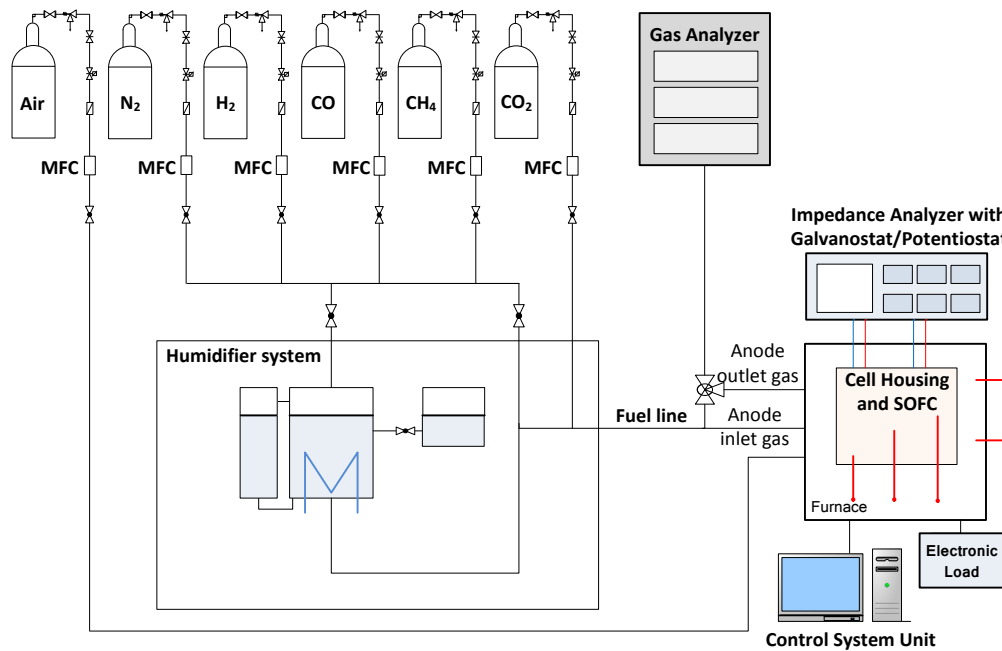 Air
N₂
H₂
CO
CH₄
CO₂
MFC
MFC
MFC
MFC
MFC
MFC
Gas Analyzer
Impedance Analyzer with
Galvanostat/Potentiostat
Humidifier system
Fuel line
Anode
outlet gas
Anode
inlet gas
Cell Housing
and SOFC
Furnace
Electronic
Load
Control System Unit